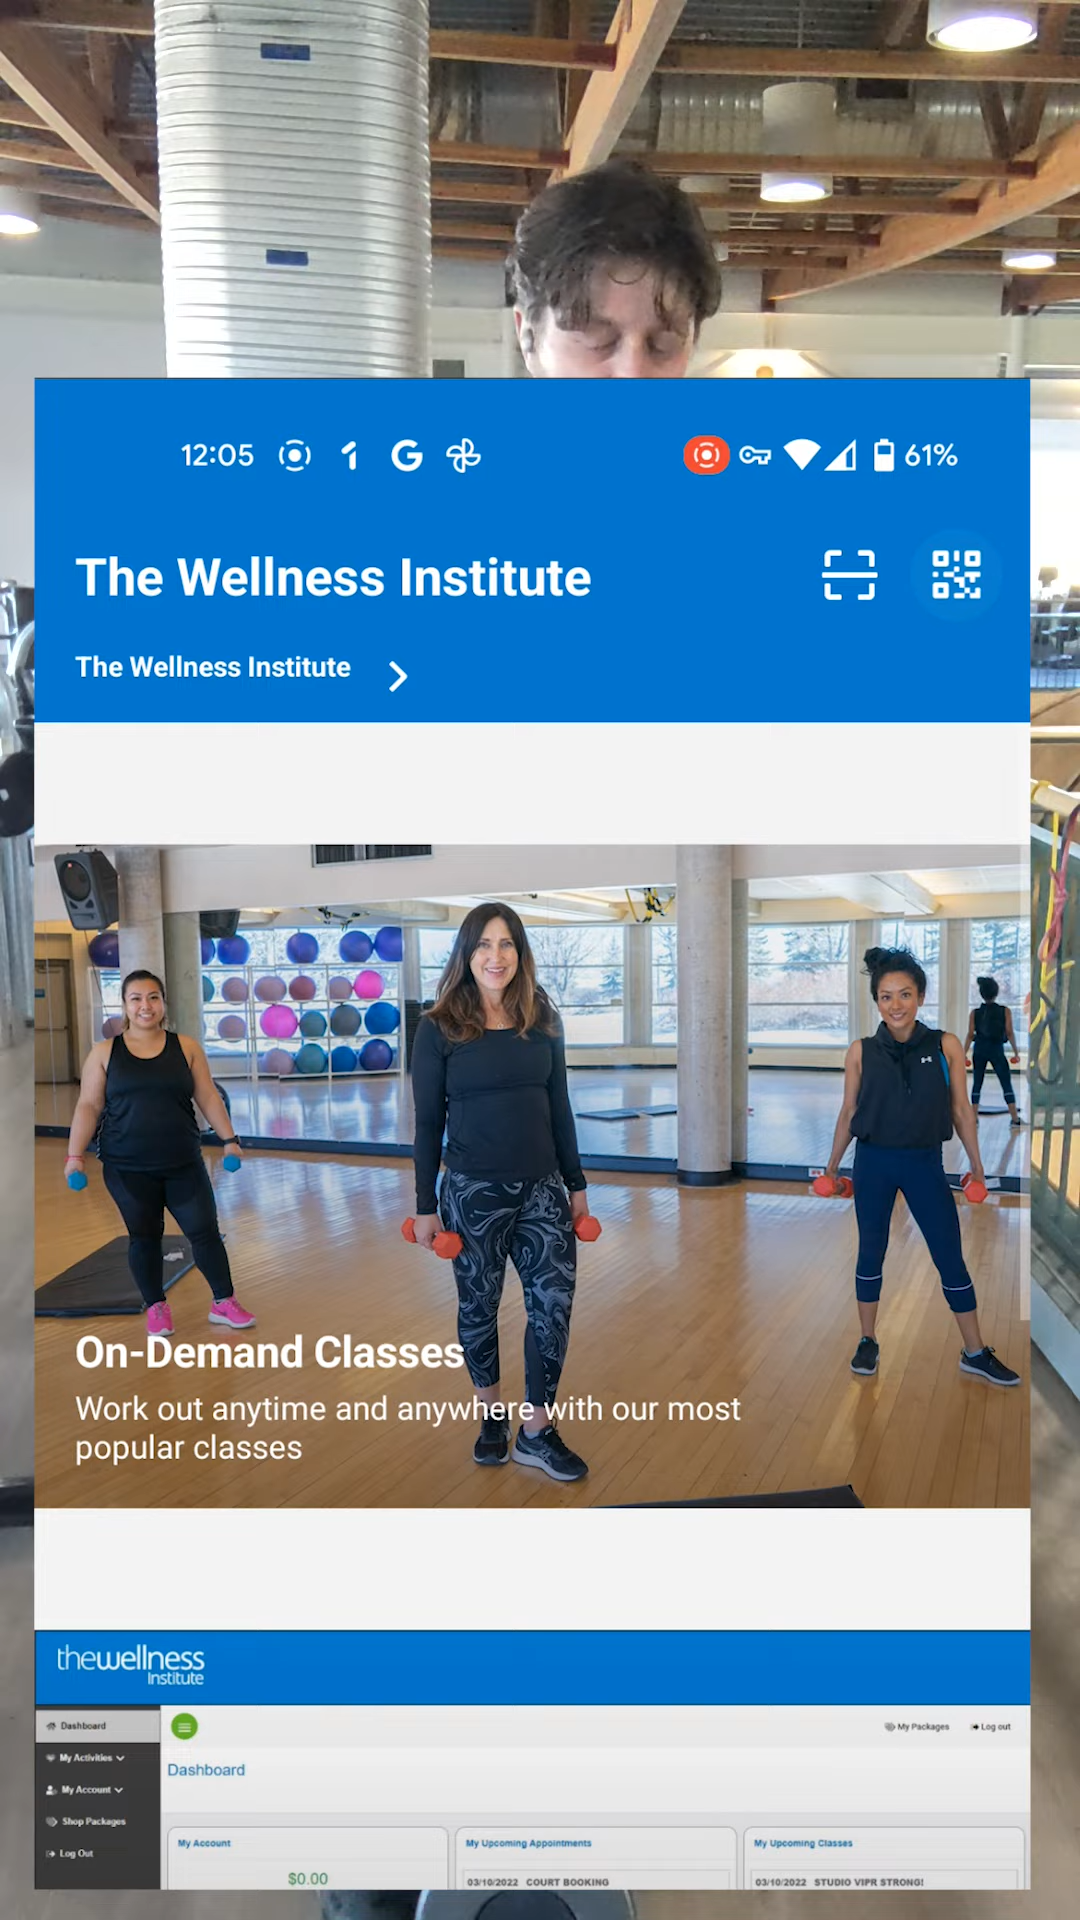 12:05
61%
The Wellness Institute
The Wellness Institute
On-Demand Classes
Work out anytime and anywhere with our most
popular classes
thewellness
institute
Dashboard
My Packages
Log out
My Activities
Dashboard
My Account
Shop Packages
Log Out
My Account
My Upcoming Appointments
My Upcoming Classes
$0.00
03/10/2022 COURT BOOKING
03/10/2022 STUDIO VIPR STRONG!